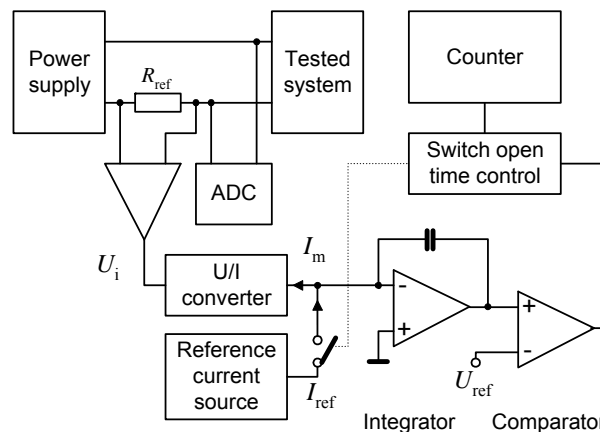 Power
supply
R_ref
Tested
system
Counter
ADC
Switch open
time control
U_i
U/I
converter
I_m
Reference
current
source
I_ref
-
+
+
-
U_ref
Integrator
Comparator